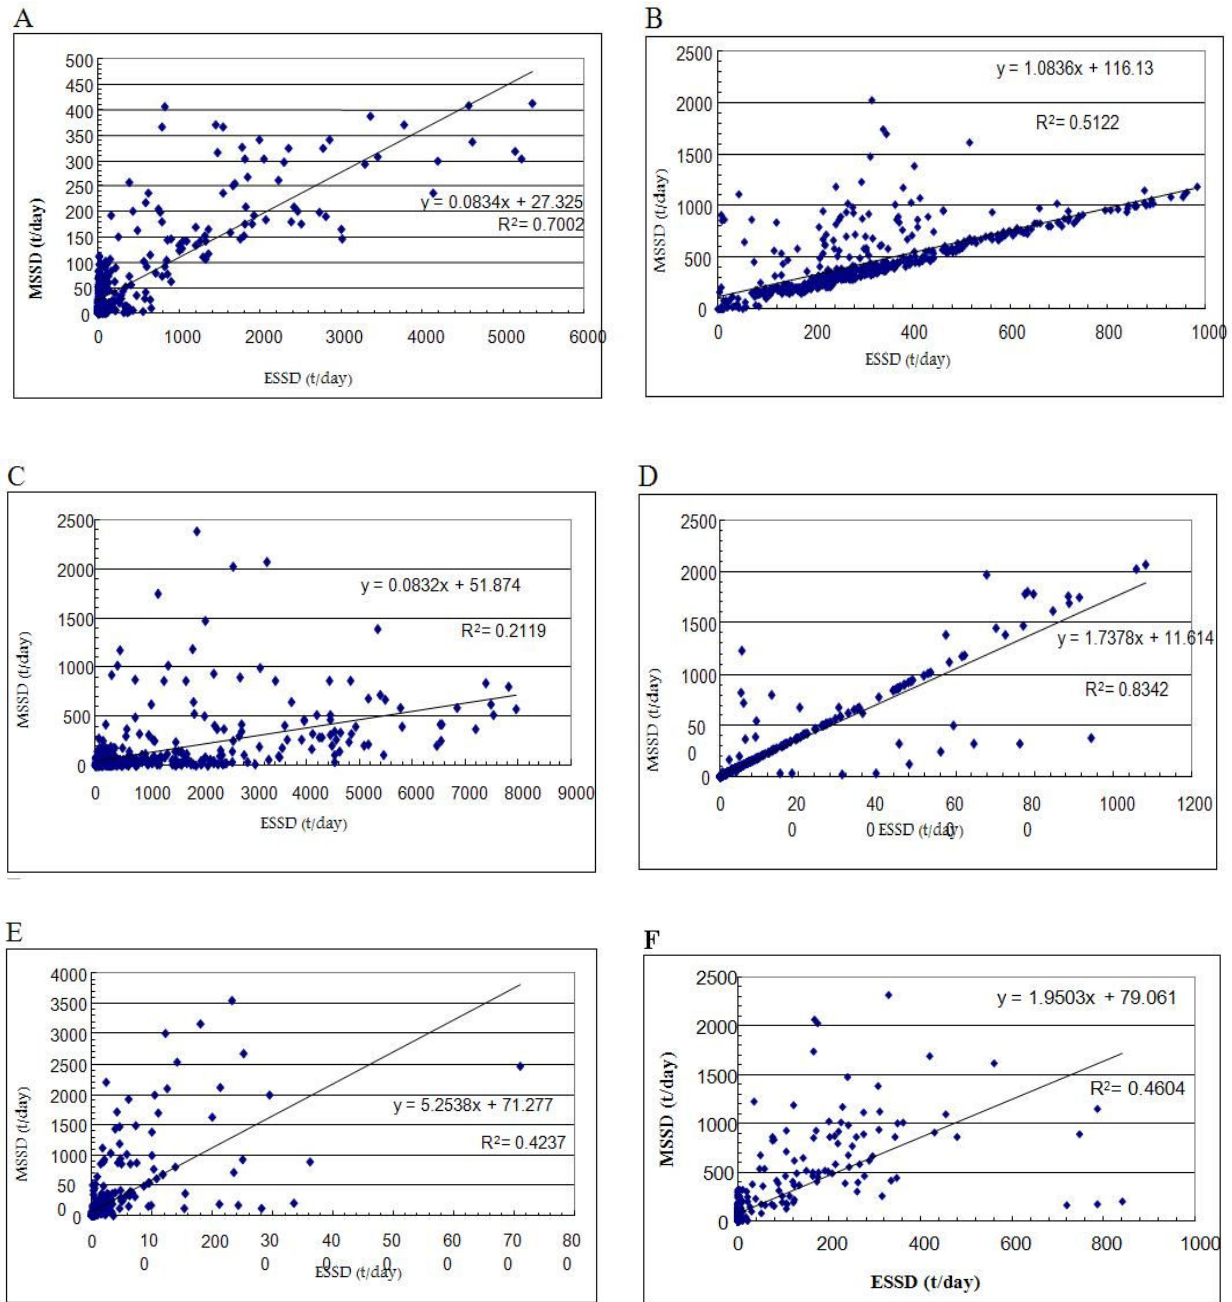 A
500
450
400
350
300
250
200
150
100
50
0
MSSD (t/day)
0.0834x + 27.325
R² = 0.7002
0 1000 2000 3000 4000 5000 6000
ESSD (t/day)
B
2500
2000
1500
1000
500
0
MSSD (t/day)
y = 1.0836x + 116.13
R² = 0.5122
0 200 400 600 800 1000
ESSD (t/day)
C
2500
2000
1500
1000
500
0
MSSD (t/day)
y = 0.0832x + 51.874
R² = 0.2119
0 1000 2000 3000 4000 5000 6000 7000 8000 9000
ESSD (t/day)
D
2500
2000
1500
1000
50
0
0
MSSD (t/day)
y = 1.7378x + 11.614
R² = 0.8342
0 20 40 60 80 1000 1200
0 0 ESSD (t/day) 0 0
E
4000
3500
3000
2500
2000
1500
1000
50
0
0
MSSD (t/day)
y = 5.2538x + 71.277
R² = 0.4237
0 10 200 30 40 50 60 70 80
0 0 0 0 0 0 0
ESSD (t/day)
F
2500
2000
1500
1000
500
0
MSSD (t/day)
y = 1.9503x + 79.061
R² = 0.4604
0 200 400 600 800 1000
ESSD (t/day)